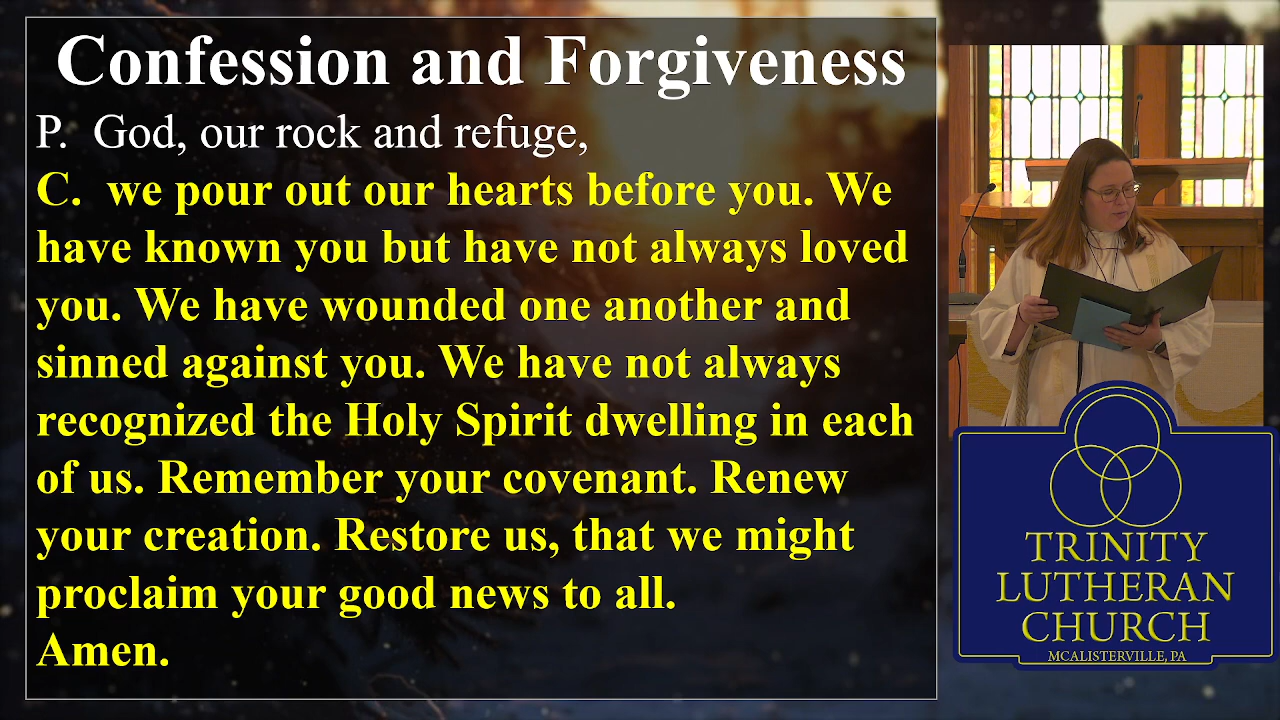 Confession and Forgiveness
P. God, our rock and refuge,
C. we pour out our hearts before you. We
have known you but have not always loved
you. We have wounded one another and
sinned against you. We have not always
recognized the Holy Spirit dwelling in each
of us. Remember your covenant. Renew
your creation. Restore us, that we might
proclaim your good news to all.
Amen.
TRINITY
LUTHERAN
CHURCH
MCALISTERVILLE, PA